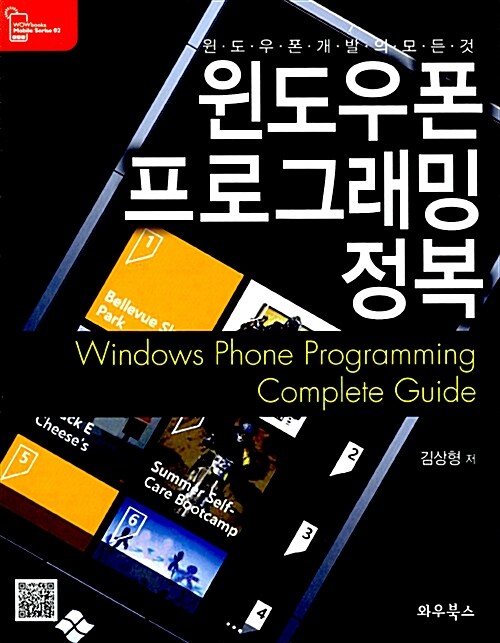 WOWbooks
Mobile Series 02
윈·도·우·폰·개·발·의·모·든·것
윈도우폰
프로그래밍
정복
1
Bellevue
Park
Windows Phone Programming
Complete Guide
Cheese's
2
김상형 저
5
Summer Self-
Care Bootcamp
6
3
4
와우북스